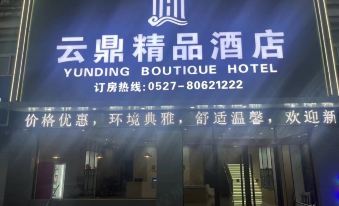 云鼎精品酒店
YUNDING BOUTIQUE HOTEL
订房热线:0527-80621222
价格优惠，环境典雅，舒适温馨，欢迎新